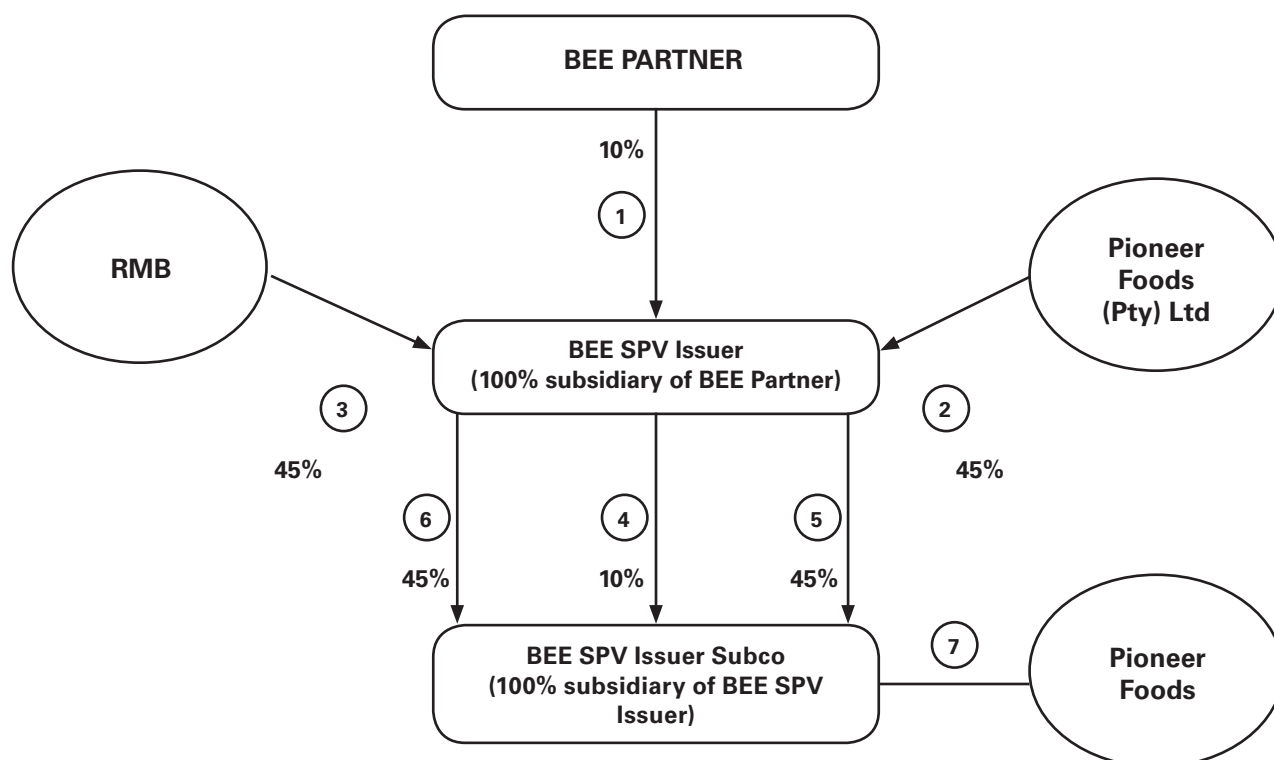 BEE PARTNER
10%
1
RMB
Pioneer
Foods
(Pty) Ltd
BEE SPV Issuer
(100% subsidiary of BEE Partner)
3
2
45%
45%
6
4
5
45%
10%
45%
BEE SPV Issuer Subco
(100% subsidiary of BEE SPV
Issuer)
7
Pioneer
Foods